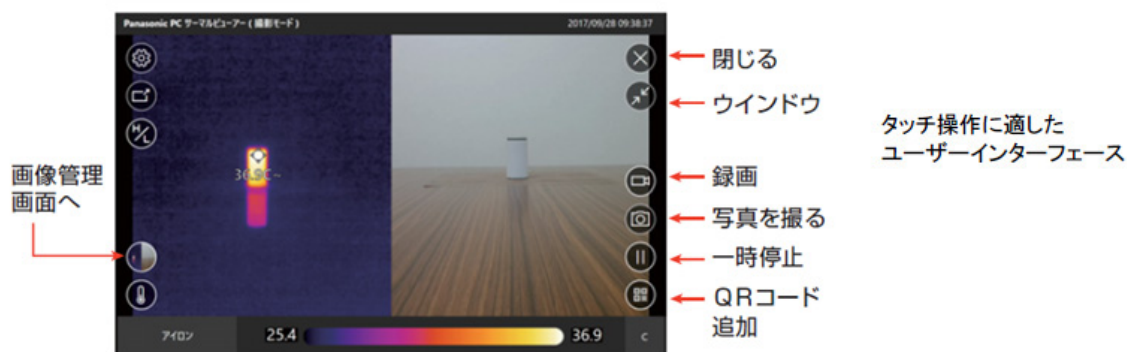 Panasonic PC サーマルビューアー ( 撮影モード )
2017/09/28 09:38:37
閉じる
ウインドウ
タッチ操作に適した
ユーザーインターフェース
H/L
36.9C~
画像管理
画面へ
録画
写真を撮る
一時停止
QRコード
追加
アイロン
25.4
36.9
C